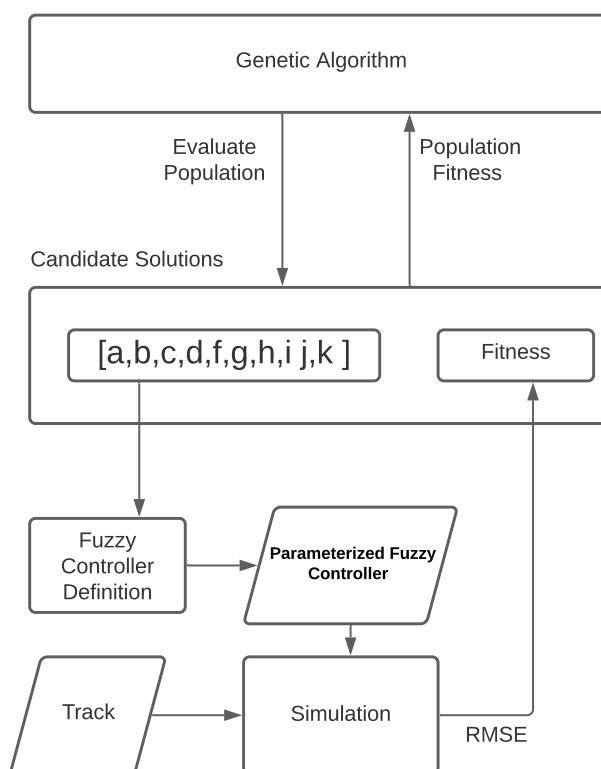 Genetic Algorithm
Evaluate
Population
Population
Fitness
Candidate Solutions
[a,b,c,d,f,g,h,i j,k ]
Fitness
Fuzzy
Controller
Definition
Parameterized Fuzzy
Controller
Track
Simulation
RMSE